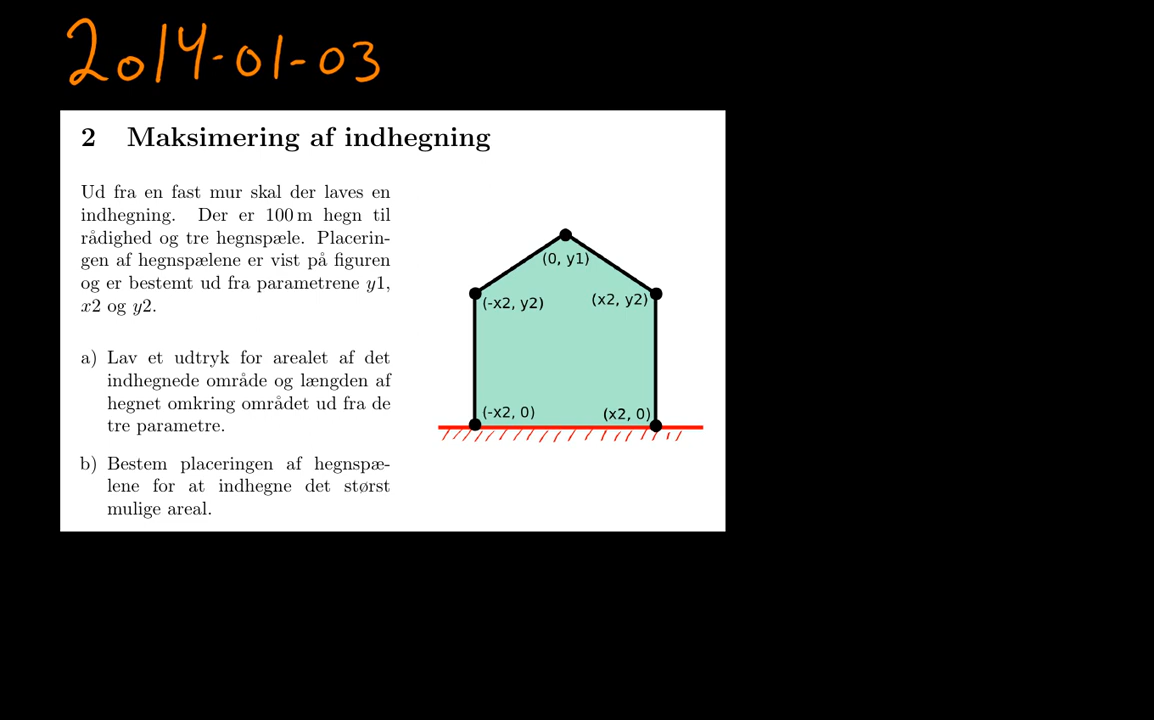 2014-01-03
2 Maksimering af indhegning
Ud fra en fast mur skal der laves en
indhegning. Der er 100 m hegn til
rådighed og tre hegnspæle. Placerin-
gen af hegnspælene er vist på figuren
og er bestemt ud fra parametrene y1,
x2 og y2.
a) Lav et udtryk for arealet af det
indhegnede område og længden af
hegnet omkring området ud fra de
tre parametre.
b) Bestem placeringen af hegnspæ-
lene for at indhegne det størst
mulige areal.
(0, y1)
(-x2, y2) (x2, y2)
(-x2, 0) (x2, 0)